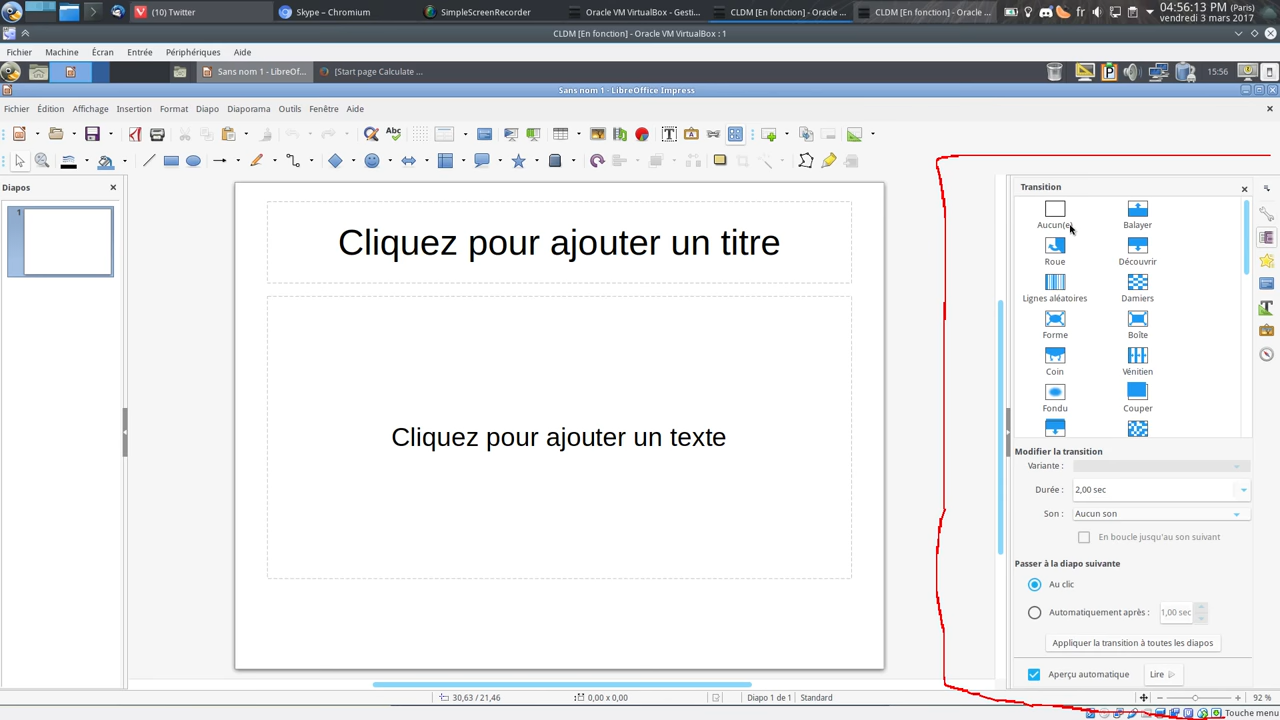 (10) Twitter
Skype – Chromium
SimpleScreenRecorder
Oracle VM VirtualBox - Gesti...
CLDM [En fonction] - Oracle ...
CLDM [En fonction] - Oracle ...
fr
04:56:13 PM (Paris)
vendredi 3 mars 2017
CLDM [En fonction] - Oracle VM VirtualBox : 1
Fichier Machine Écran Entrée Périphériques Aide
Sans nom 1 - LibreOf...
[Start page Calculate ...
15:56
Sans nom 1 - LibreOffice Impress
Fichier Édition Affichage Insertion Format Diapo Diaporama Outils Fenêtre Aide
Abc
Diapos
1
Cliquez pour ajouter un titre
Cliquez pour ajouter un texte
Transition
Aucun(e) Balayer
Roue Découvrir
Lignes aléatoires Damiers
Forme Boîte
Coin Vénitien
Fondu Couper
Modifier la transition
Variante :
Durée : 2,00 sec
Son : Aucun son
En boucle jusqu'au son suivant
Passer à la diapo suivante
Au clic
Automatiquement après : 1,00 sec
Appliquer la transition à toutes les diapos
Aperçu automatique Lire
30,63 / 21,46 0,00 x 0,00 Diapo 1 de 1 Standard 92 %
Touche menu